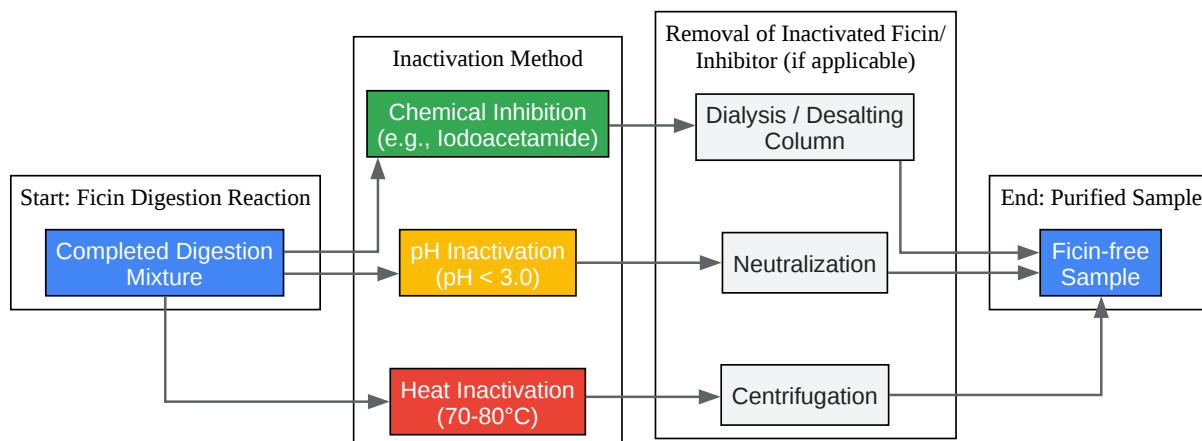 Start: Ficin Digestion Reaction
Completed Digestion
Mixture
Inactivation Method
Chemical Inhibition
(e.g., Iodoacetamide)
pH Inactivation
(pH < 3.0)
Heat Inactivation
(70-80°C)
Removal of Inactivated Ficin/
Inhibitor (if applicable)
Dialysis / Desalting
Column
Neutralization
Centrifugation
End: Purified Sample
Ficin-free
Sample